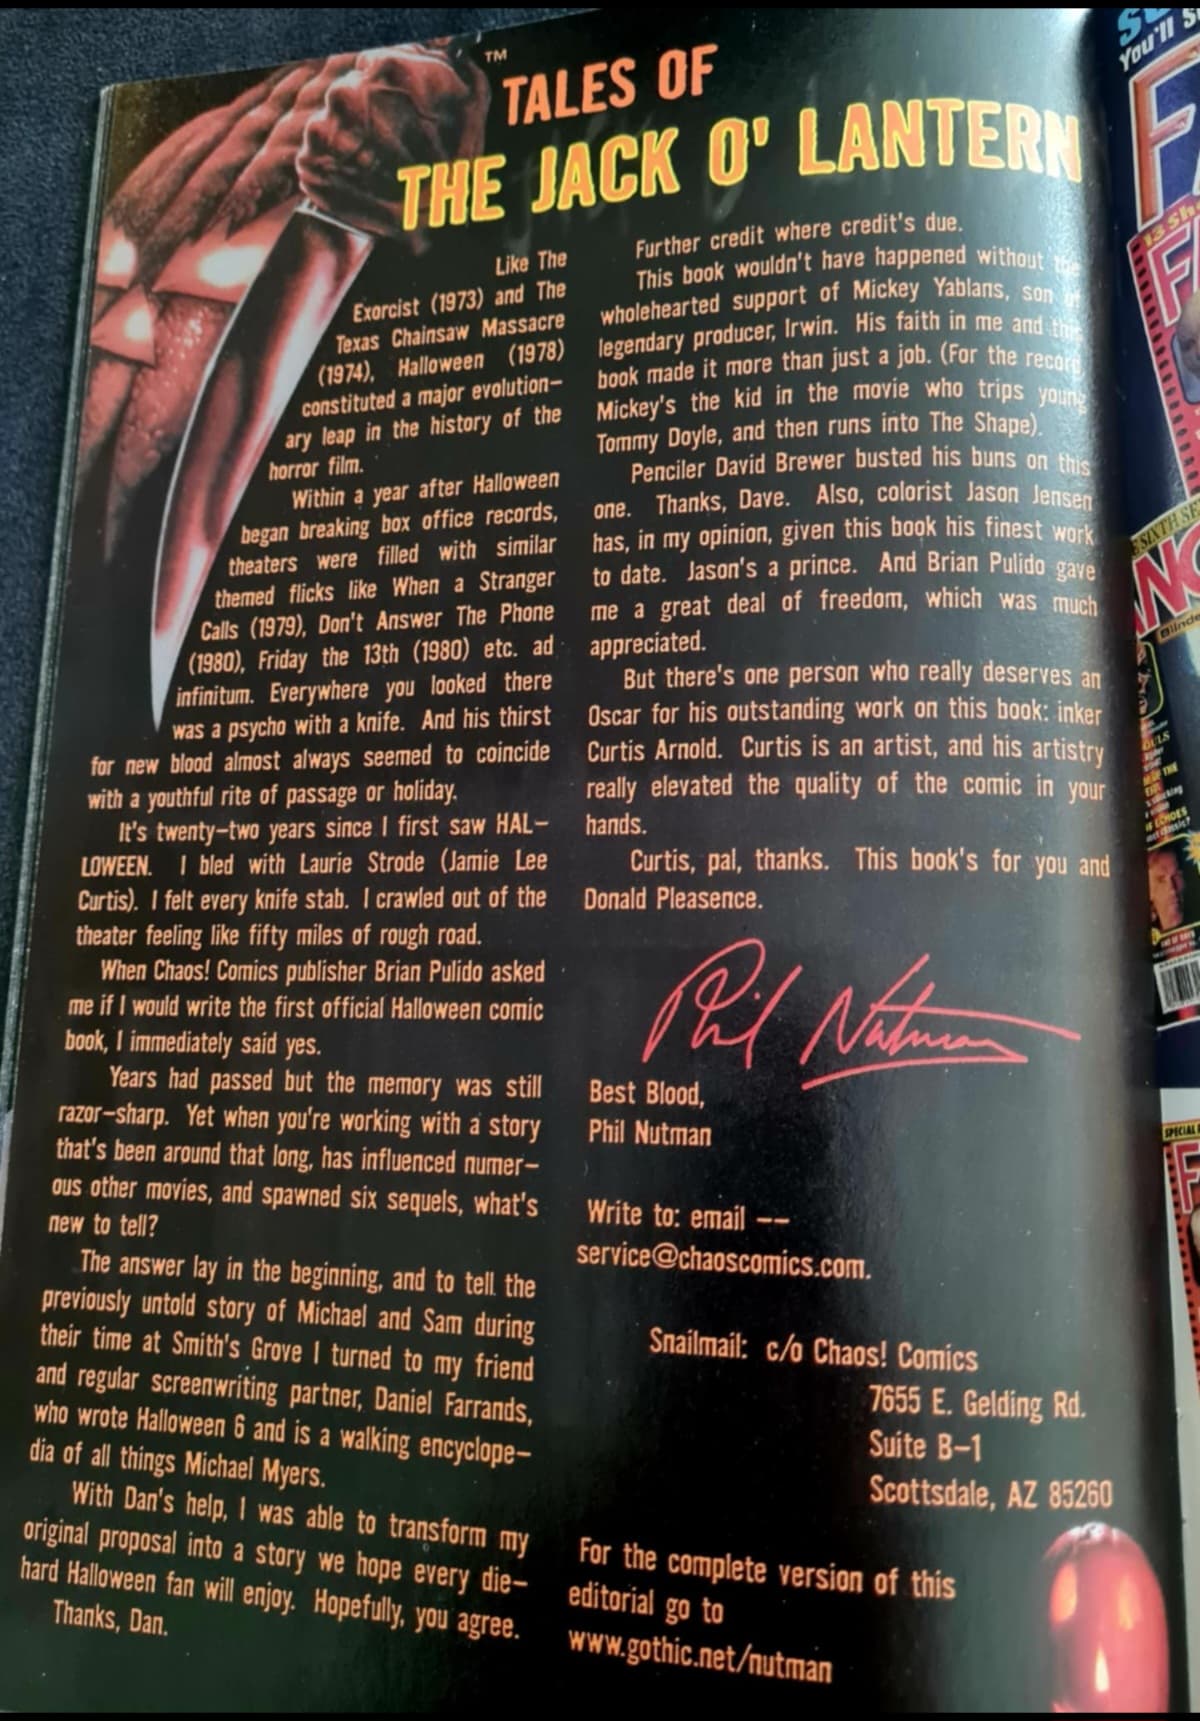 TM
TALES OF
THE JACK O' LANTERN
Like The
Exorcist (1973) and The
Texas Chainsaw Massacre
(1974), Halloween (1978)
constituted a major evolution-
ary leap in the history of the
horror film.
Within a year after Halloween
began breaking box office records,
theaters were filled with similar
themed flicks like When a Stranger
Calls (1979), Don't Answer The Phone
(1980), Friday the 13th (1980) etc. ad
infinitum. Everywhere you looked there
was a psycho with a knife. And his thirst
for new blood almost always seemed to coincide
with a youthful rite of passage or holiday.
It's twenty-two years since I first saw HAL-
LOWEEN. I bled with Laurie Strode (Jamie Lee
Curtis). I felt every knife stab. I crawled out of the
theater feeling like fifty miles of rough road.
When Chaos! Comics publisher Brian Pulido asked
me if I would write the first official Halloween comic
book, I immediately said yes.
Years had passed but the memory was still
razor-sharp. Yet when you're working with a story
that's been around that long, has influenced numer-
ous other movies, and spawned six sequels, what's
new to tell?
The answer lay in the beginning, and to tell the
previously untold story of Michael and Sam during
their time at Smith's Grove I turned to my friend
and regular screenwriting partner, Daniel Farrands,
who wrote Halloween 6 and is a walking encyclope-
dia of all things Michael Myers.
With Dan's help, I was able to transform my
original proposal into a story we hope every die-
hard Halloween fan will enjoy. Hopefully, you agree.
Thanks, Dan.
Further credit where credit's due.
This book wouldn't have happened without the
wholehearted support of Mickey Yablans, son of
legendary producer, Irwin. His faith in me and this
book made it more than just a job. (For the record
Mickey's the kid in the movie who trips young
Tommy Doyle, and then runs into The Shape).
Penciler David Brewer busted his buns on this
one. Thanks, Dave. Also, colorist Jason Jensen
has, in my opinion, given this book his finest work
to date. Jason's a prince. And Brian Pulido gave
me a great deal of freedom, which was much
appreciated.
But there's one person who really deserves an
Oscar for his outstanding work on this book: inker
Curtis Arnold. Curtis is an artist, and his artistry
really elevated the quality of the comic in your
hands.
Curtis, pal, thanks. This book's for you and
Donald Pleasence.
Phil Nutman
Best Blood,
Phil Nutman
Write to: email --
service@chaoscomics.com.
Snailmail: c/o Chaos! Comics
7655 E. Gelding Rd.
Suite B-1
Scottsdale, AZ 85260
For the complete version of this
editorial go to
www.gothic.net/nutman
You'll
SPECIAL